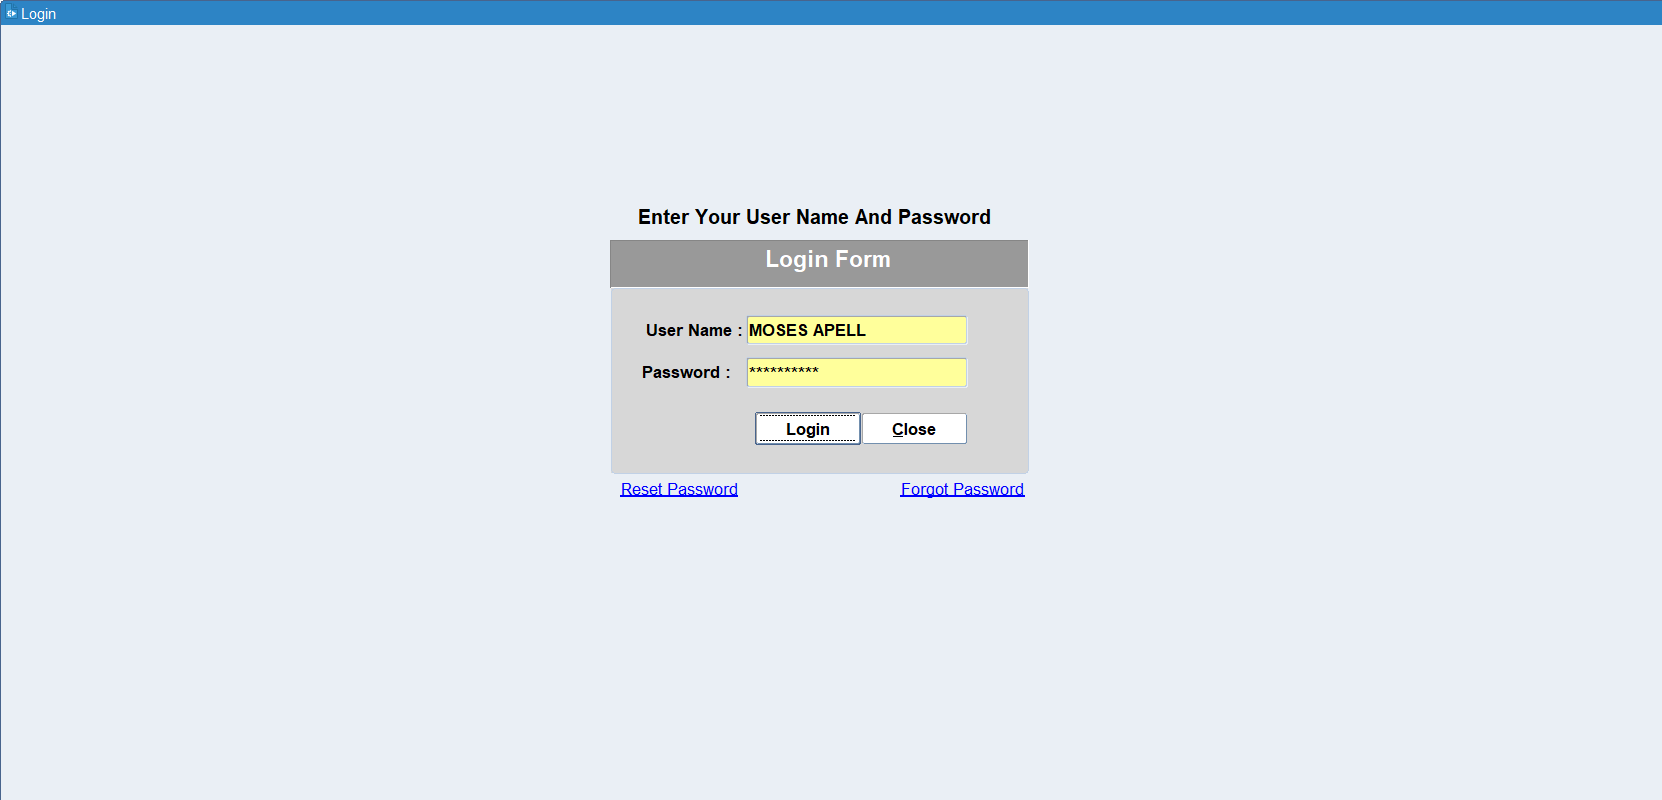 Login
Enter Your User Name And Password
Login Form
User Name : MOSES APELL
Password : **********
Login Close
Reset Password Forgot Password